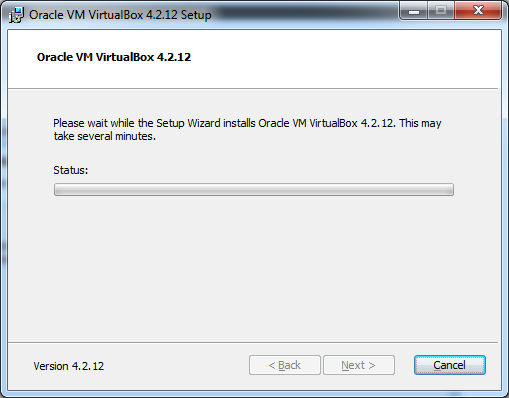 Oracle VM VirtualBox 4.2.12 Setup
Oracle VM VirtualBox 4.2.12
Please wait while the Setup Wizard installs Oracle VM VirtualBox 4.2.12. This may
take several minutes.
Status:
Version 4.2.12
< Back
Next >
Cancel